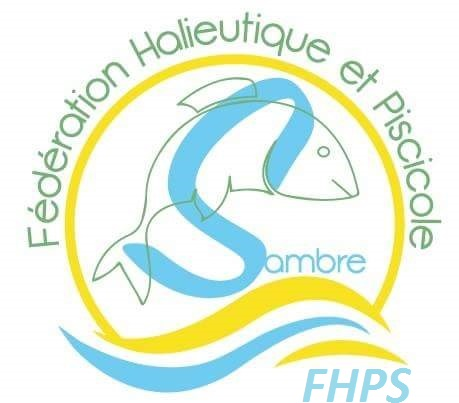 Fédération Halieutique et Piscicole
Sambre
FHPS